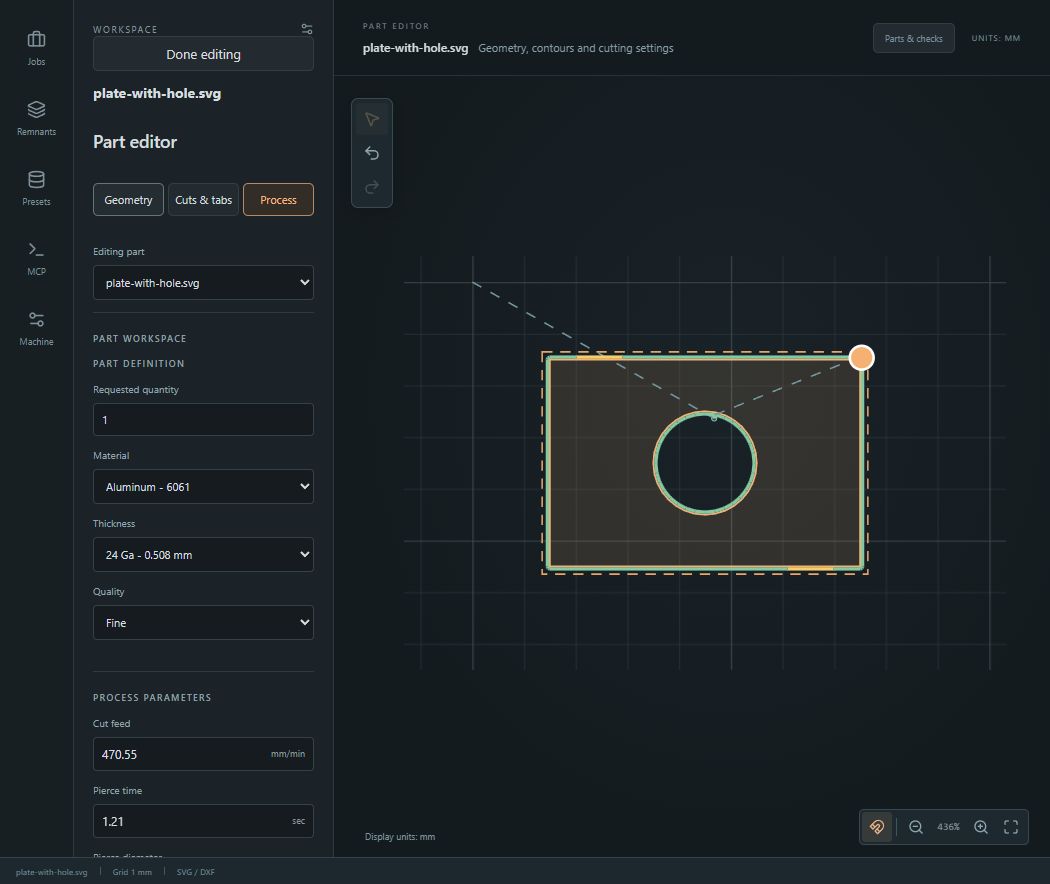 Jobs
Remnants
Presets
MCP
Machine
WORKSPACE
Done editing
plate-with-hole.svg
Part editor
Geometry
Cuts & tabs
Process
Editing part
plate-with-hole.svg
PART WORKSPACE
PART DEFINITION
Requested quantity
1
Material
Aluminum - 6061
Thickness
24 Ga - 0.508 mm
Quality
Fine
PROCESS PARAMETERS
Cut feed
470.55 mm/min
Pierce time
1.21 sec
Pierce diameter
PART EDITOR
plate-with-hole.svg Geometry, contours and cutting settings
Parts & checks
UNITS: MM
Display units: mm
436%
plate-with-hole.svg Grid 1 mm SVG / DXF